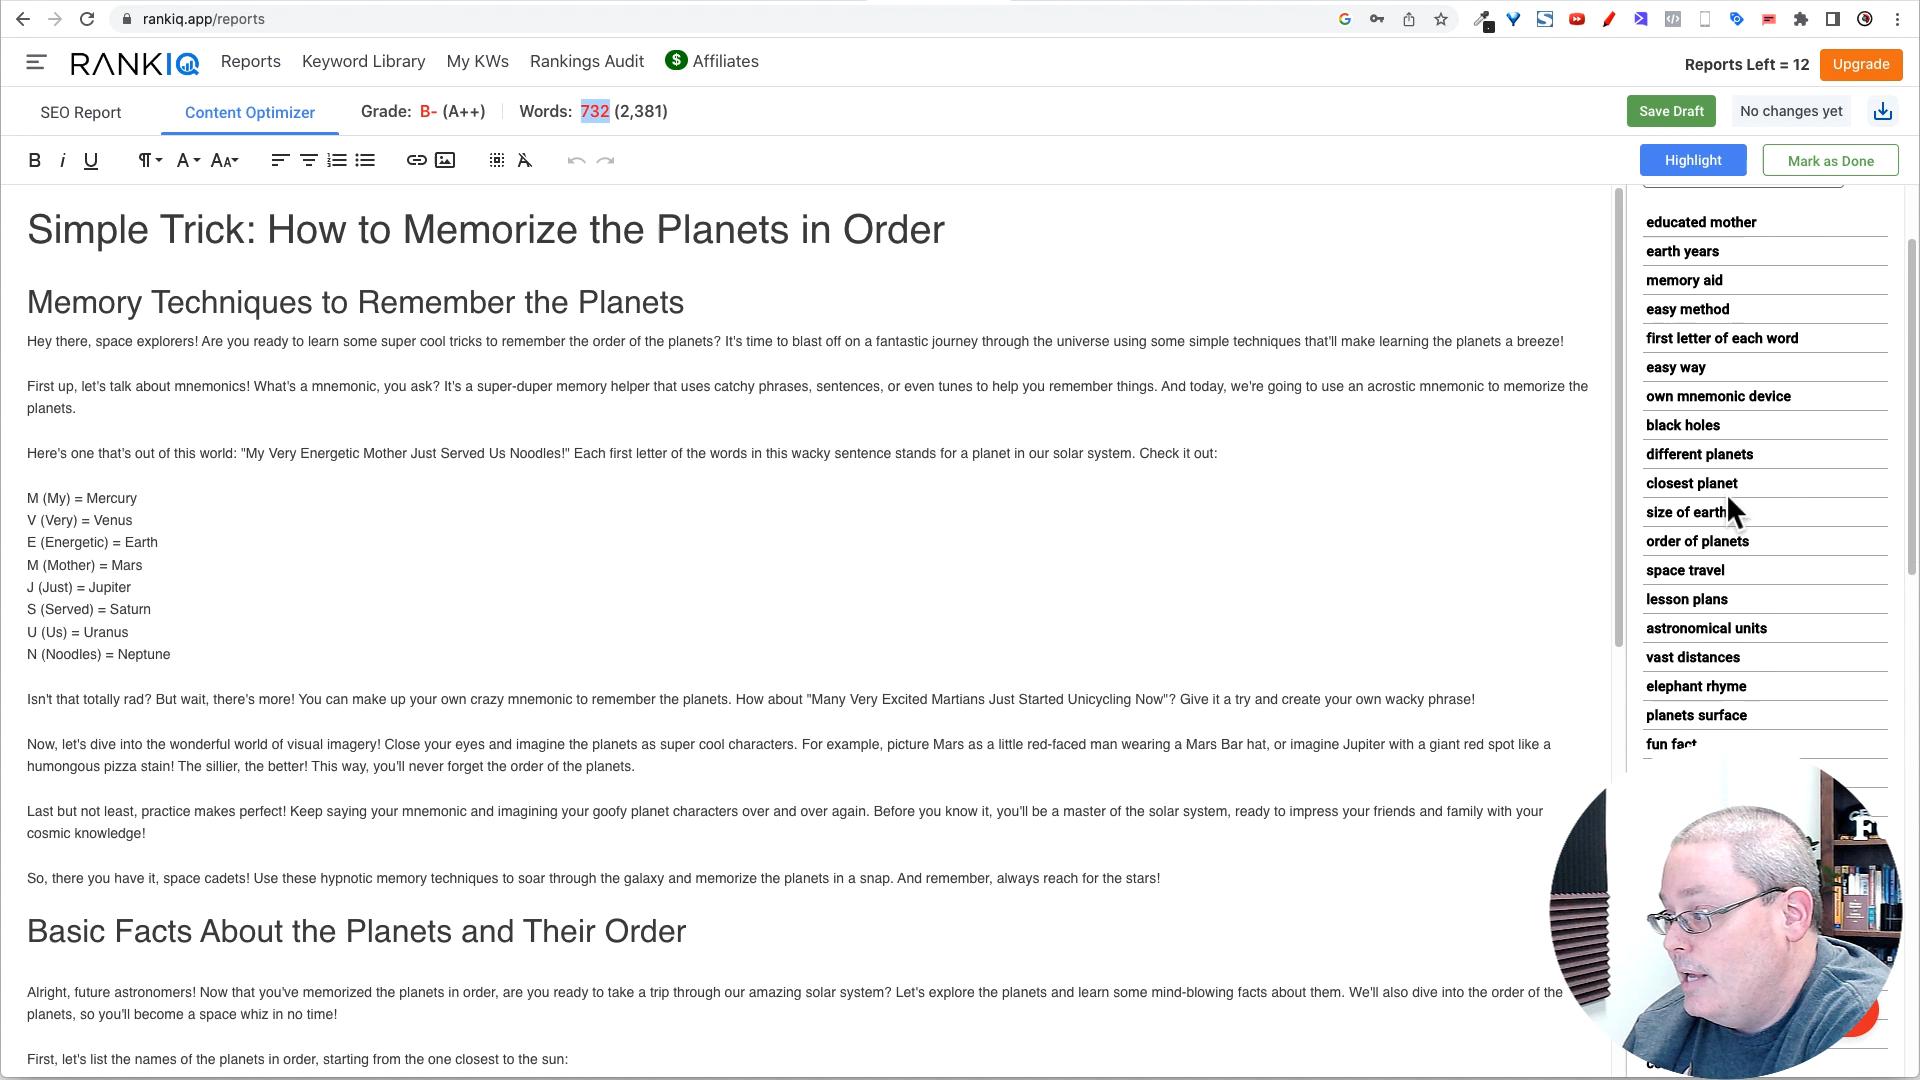 rankiq.app/reports
RANKIQ Reports Keyword Library My KWs Rankings Audit $ Affiliates Reports Left = 12 Upgrade
SEO Report Content Optimizer Grade: B- (A++) Words: 732 (2,381) Save Draft No changes yet
B i U Highlight Mark as Done
Simple Trick: How to Memorize the Planets in Order
Memory Techniques to Remember the Planets
Hey there, space explorers! Are you ready to learn some super cool tricks to remember the order of the planets? It's time to blast off on a fantastic journey through the universe using some simple techniques that'll make learning the planets a breeze!
First up, let's talk about mnemonics! What's a mnemonic, you ask? It's a super-duper memory helper that uses catchy phrases, sentences, or even tunes to help you remember things. And today, we're going to use an acrostic mnemonic to memorize the
planets.
Here's one that's out of this world: "My Very Energetic Mother Just Served Us Noodles!" Each first letter of the words in this wacky sentence stands for a planet in our solar system. Check it out:
M (My) = Mercury
V (Very) = Venus
E (Energetic) = Earth
M (Mother) = Mars
J (Just) = Jupiter
S (Served) = Saturn
U (Us) = Uranus
N (Noodles) = Neptune
Isn't that totally rad? But wait, there's more! You can make up your own crazy mnemonic to remember the planets. How about "Many Very Excited Martians Just Started Unicycling Now"? Give it a try and create your own wacky phrase!
Now, let's dive into the wonderful world of visual imagery! Close your eyes and imagine the planets as super cool characters. For example, picture Mars as a little red-faced man wearing a Mars Bar hat, or imagine Jupiter with a giant red spot like a
humongous pizza stain! The sillier, the better! This way, you'll never forget the order of the planets.
Last but not least, practice makes perfect! Keep saying your mnemonic and imagining your goofy planet characters over and over again. Before you know it, you'll be a master of the solar system, ready to impress your friends and family with your
cosmic knowledge!
So, there you have it, space cadets! Use these hypnotic memory techniques to soar through the galaxy and memorize the planets in a snap. And remember, always reach for the stars!
Basic Facts About the Planets and Their Order
Alright, future astronomers! Now that you've memorized the planets in order, are you ready to take a trip through our amazing solar system? Let's explore the planets and learn some mind-blowing facts about them. We'll also dive into the order of the
planets, so you'll become a space whiz in no time!
First, let's list the names of the planets in order, starting from the one closest to the sun:
educated mother
earth years
memory aid
easy method
first letter of each word
easy way
own mnemonic device
black holes
different planets
closest planet
size of earth
order of planets
space travel
lesson plans
astronomical units
vast distances
elephant rhyme
planets surface
fun fact